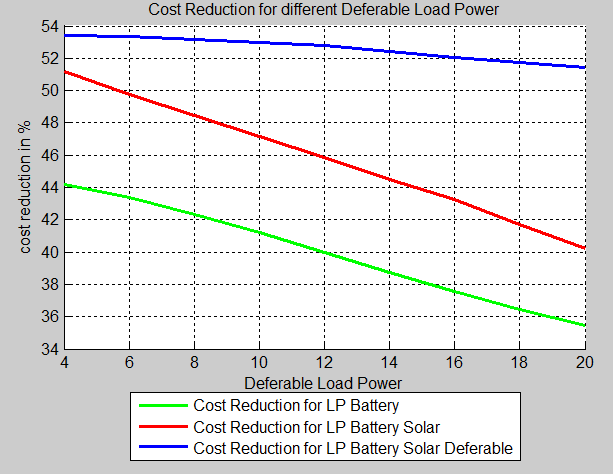 Cost Reduction for different Deferable Load Power
54
52
50
48
46
44
42
40
38
36
34
cost reduction in %
4 6 8 10 12 14 16 18 20
Deferable Load Power
Cost Reduction for LP Battery
Cost Reduction for LP Battery Solar
Cost Reduction for LP Battery Solar Deferable